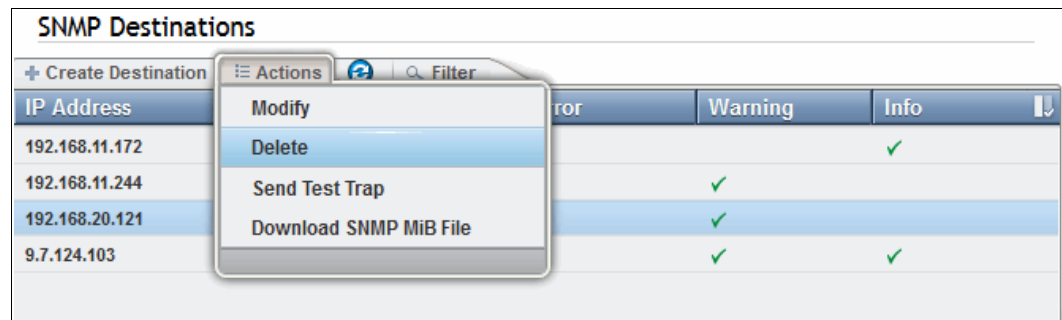 SNMP Destinations
Create Destination Actions Filter
IP Address ror Warning Info
Modify
192.168.11.172
Delete
192.168.11.244
Send Test Trap
192.168.20.121
Download SNMP MiB File
9.7.124.103